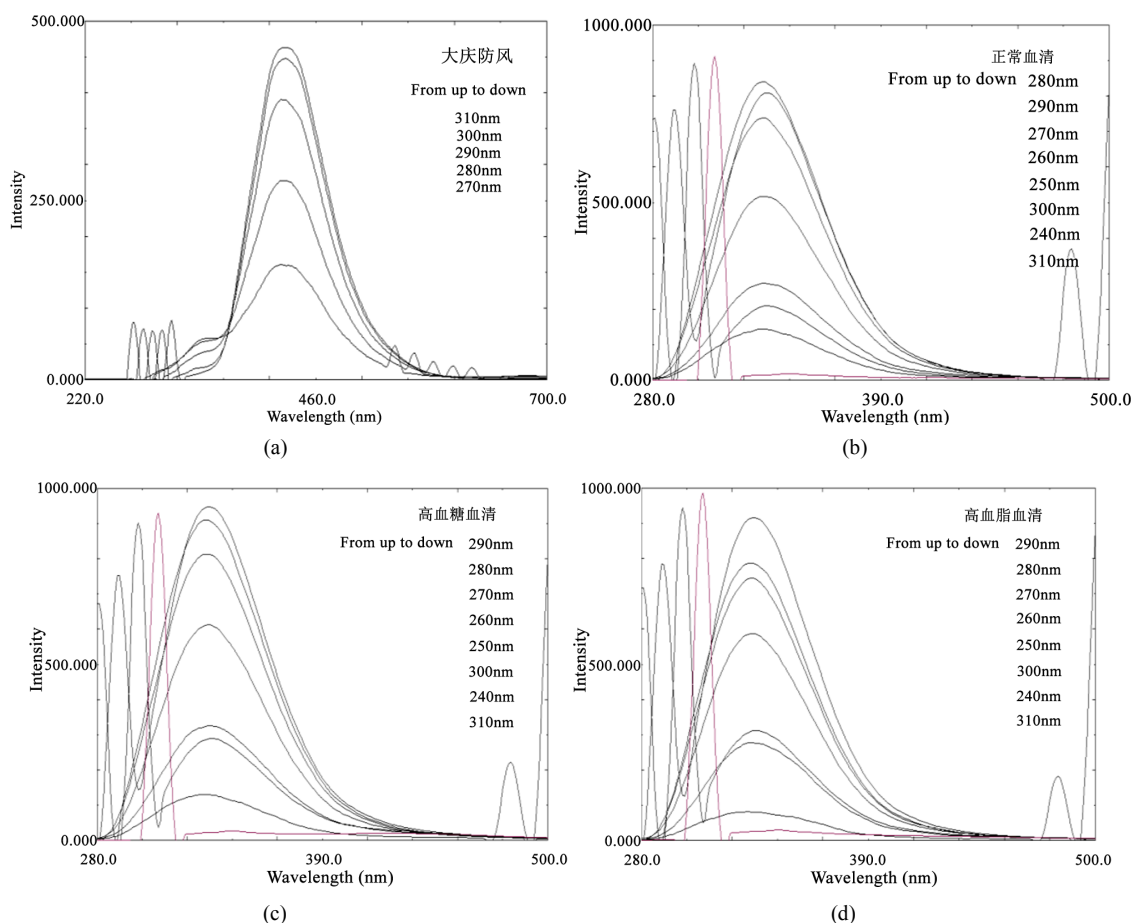 500.000
大庆防风
From up to down
310nm
300nm
290nm
280nm
270nm
Intensity
250.000
0.000
220.0
460.0
700.0
Wavelength (nm)
(a)
1000.000
正常血清
From up to down 280nm
290nm
270nm
260nm
250nm
300nm
240nm
310nm
Intensity
500.000
0.000
280.0
390.0
500.0
Wavelength (nm)
(b)
1000.000
高血糖血清
From up to down 290nm
280nm
270nm
260nm
250nm
300nm
240nm
310nm
Intensity
500.000
0.000
280.0
390.0
500.0
Wavelength (nm)
(c)
1000.000
高血脂血清
From up to down 290nm
280nm
270nm
260nm
250nm
300nm
240nm
310nm
Intensity
500.000
0.000
280.0
390.0
500.0
Wavelength (nm)
(d)